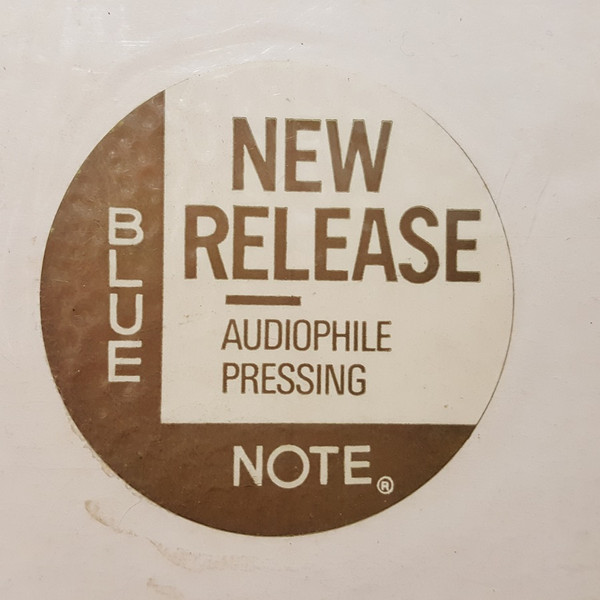 NEW
RELEASE
AUDIOPHILE
PRESSING
BLUE
NOTE®